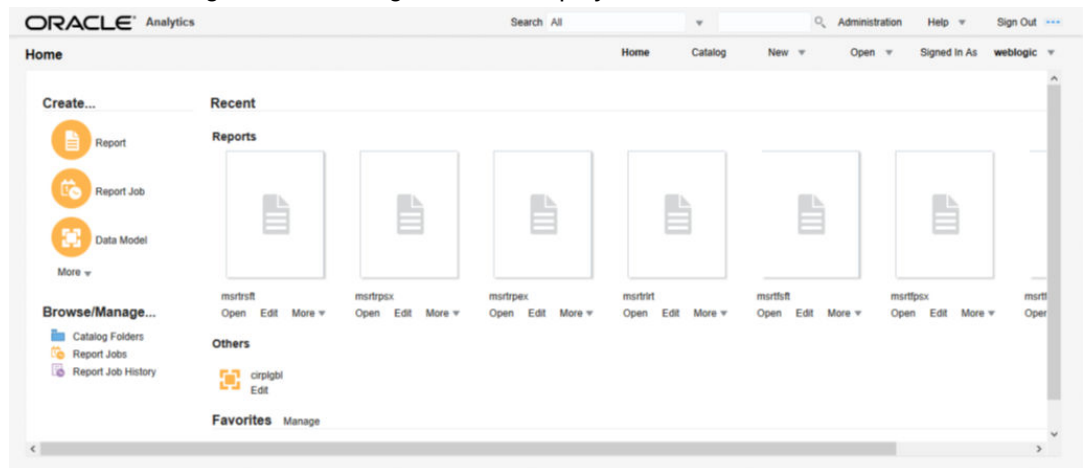 ORACLE Analytics Search All Administration Help Sign Out
Home Home Catalog New Open Signed In As weblogic
Create...
Report
Report Job
Data Model
More
Browse/Manage...
Catalog Folders
Report Jobs
Report Job History
Recent
Reports
msrtrsft msrtrpsx msrtrpex msrtrlrt msrtfsft msrtfpsx
Open Edit More Open Edit More Open Edit More Open Edit More Open Edit More Open Edit More Open
Others
cirplgbl
Edit
Favorites Manage